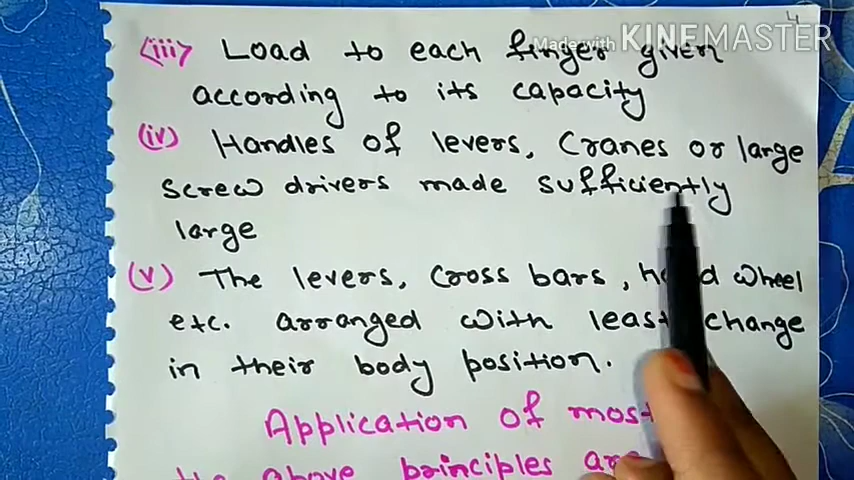 4
Made with KINEMASTER
(iii) Load to each finger given
according to its capacity
(iv) Handles of levers, Cranes or large
screw drivers made sufficiently
large
(v) The levers, cross bars, wheel
etc. arranged with least change
in their body position.
Application of most
above principles